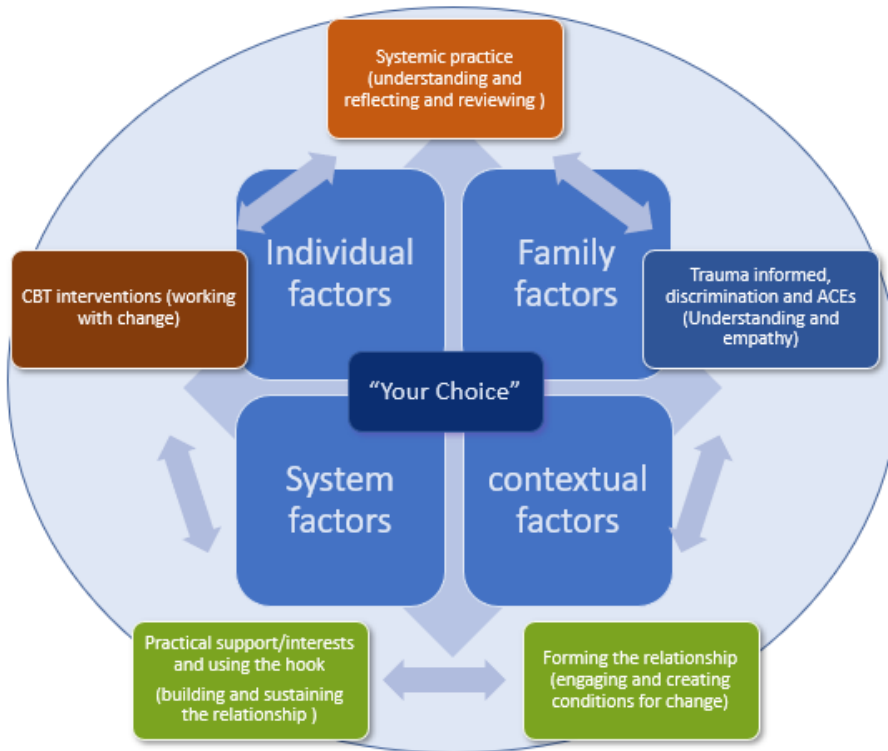 Systemic practice
(understanding and
reflecting and reviewing )
Individual
factors
Family
factors
CBT interventions (working
with change)
Trauma informed,
discrimination and ACEs
(Understanding and
empathy)
“Your Choice”
System
factors
contextual
factors
Practical support/interests
and using the hook
(building and sustaining
the relationship )
Forming the relationship
(engaging and creating
conditions for change)